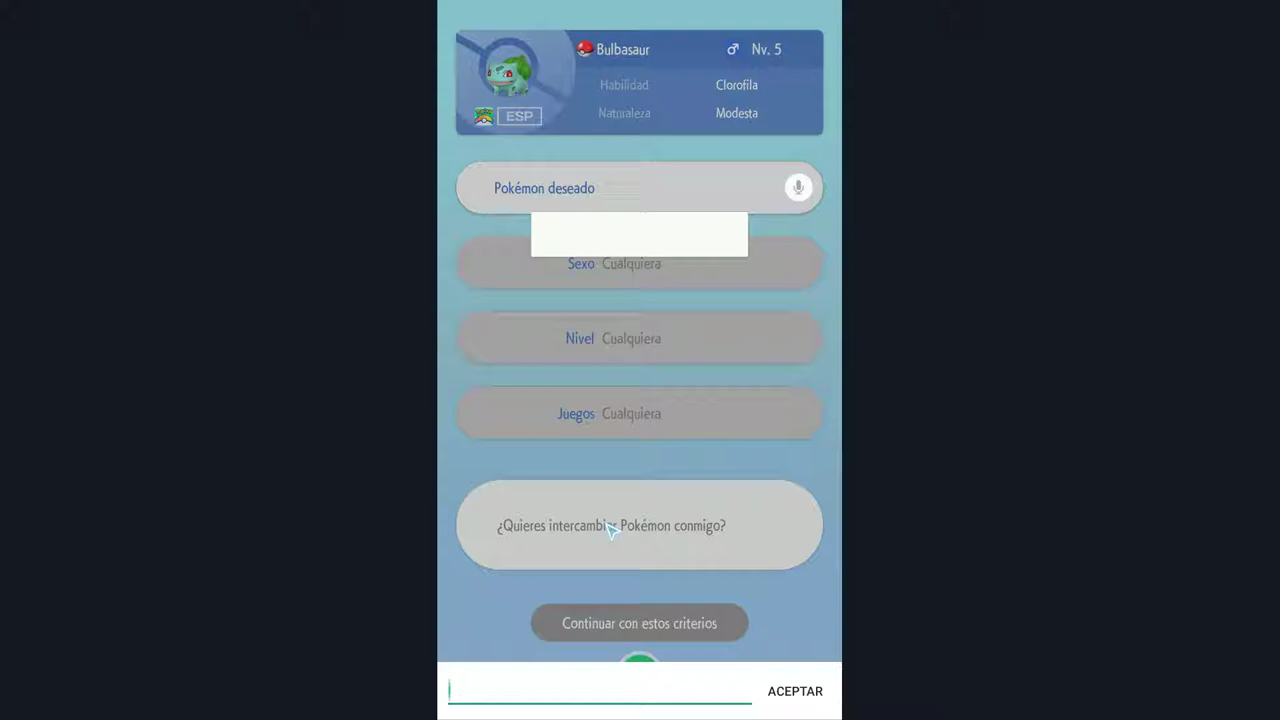 Bulbasaur ♂ Nv. 5
Habilidad Clorofila
ESP Naturaleza Modesta
Pokémon deseado
Sexo Cualquiera
Nivel Cualquiera
Juegos Cualquiera
¿Quieres intercambiar Pokémon conmigo?
Continuar con estos criterios
ACEPTAR